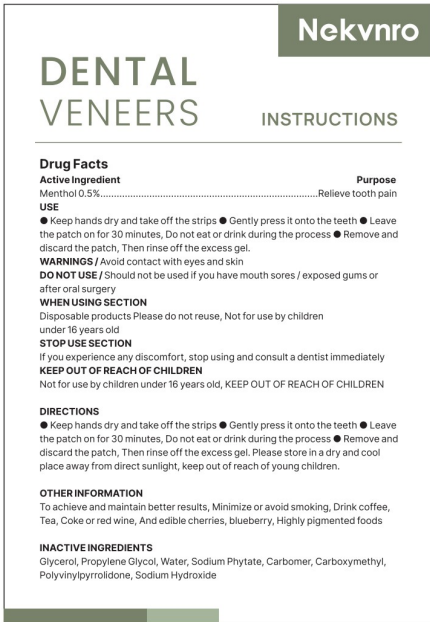 Nekvnro
DENTAL
VENEERS
INSTRUCTIONS
Drug Facts
Active Ingredient Purpose
Menthol 0.5%......................................................................Relieve tooth pain
USE
● Keep hands dry and take off the strips ● Gently press it onto the teeth ● Leave
the patch on for 30 minutes, Do not eat or drink during the process ● Remove and
discard the patch, Then rinse off the excess gel.
WARNINGS / Avoid contact with eyes and skin
DO NOT USE / Should not be used if you have mouth sores / exposed gums or
after oral surgery
WHEN USING SECTION
Disposable products Please do not reuse, Not for use by children
under 16 years old
STOP USE SECTION
If you experience any discomfort, stop using and consult a dentist immediately
KEEP OUT OF REACH OF CHILDREN
Not for use by children under 16 years old, KEEP OUT OF REACH OF CHILDREN
DIRECTIONS
● Keep hands dry and take off the strips ● Gently press it onto the teeth ● Leave
the patch on for 30 minutes, Do not eat or drink during the process ● Remove and
discard the patch, Then rinse off the excess gel. Please store in a dry and cool
place away from direct sunlight, keep out of reach of young children.
OTHER INFORMATION
To achieve and maintain better results, Minimize or avoid smoking, Drink coffee,
Tea, Coke or red wine, And edible cherries, blueberry, Highly pigmented foods
INACTIVE INGREDIENTS
Glycerol, Propylene Glycol, Water, Sodium Phytate, Carbomer, Carboxymethyl,
Polyvinylpyrrolidone, Sodium Hydroxide